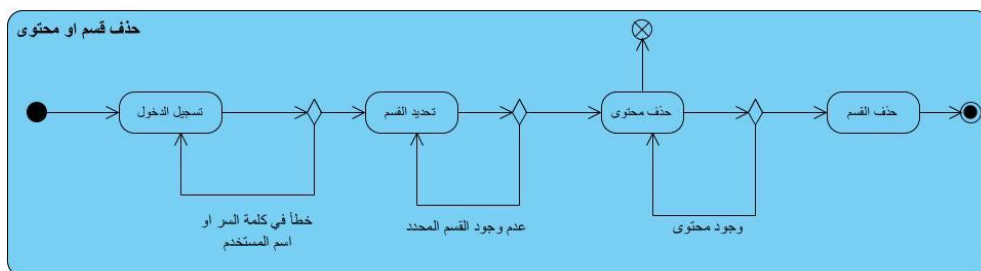 حذف قسم او محتوى
تسجيل الدخول
تحديد القسم
حذف محتوى
حذف القسم
خطأ في كلمة السر او
اسم المستخدم
عدم وجود القسم المحدد
وجود محتوى